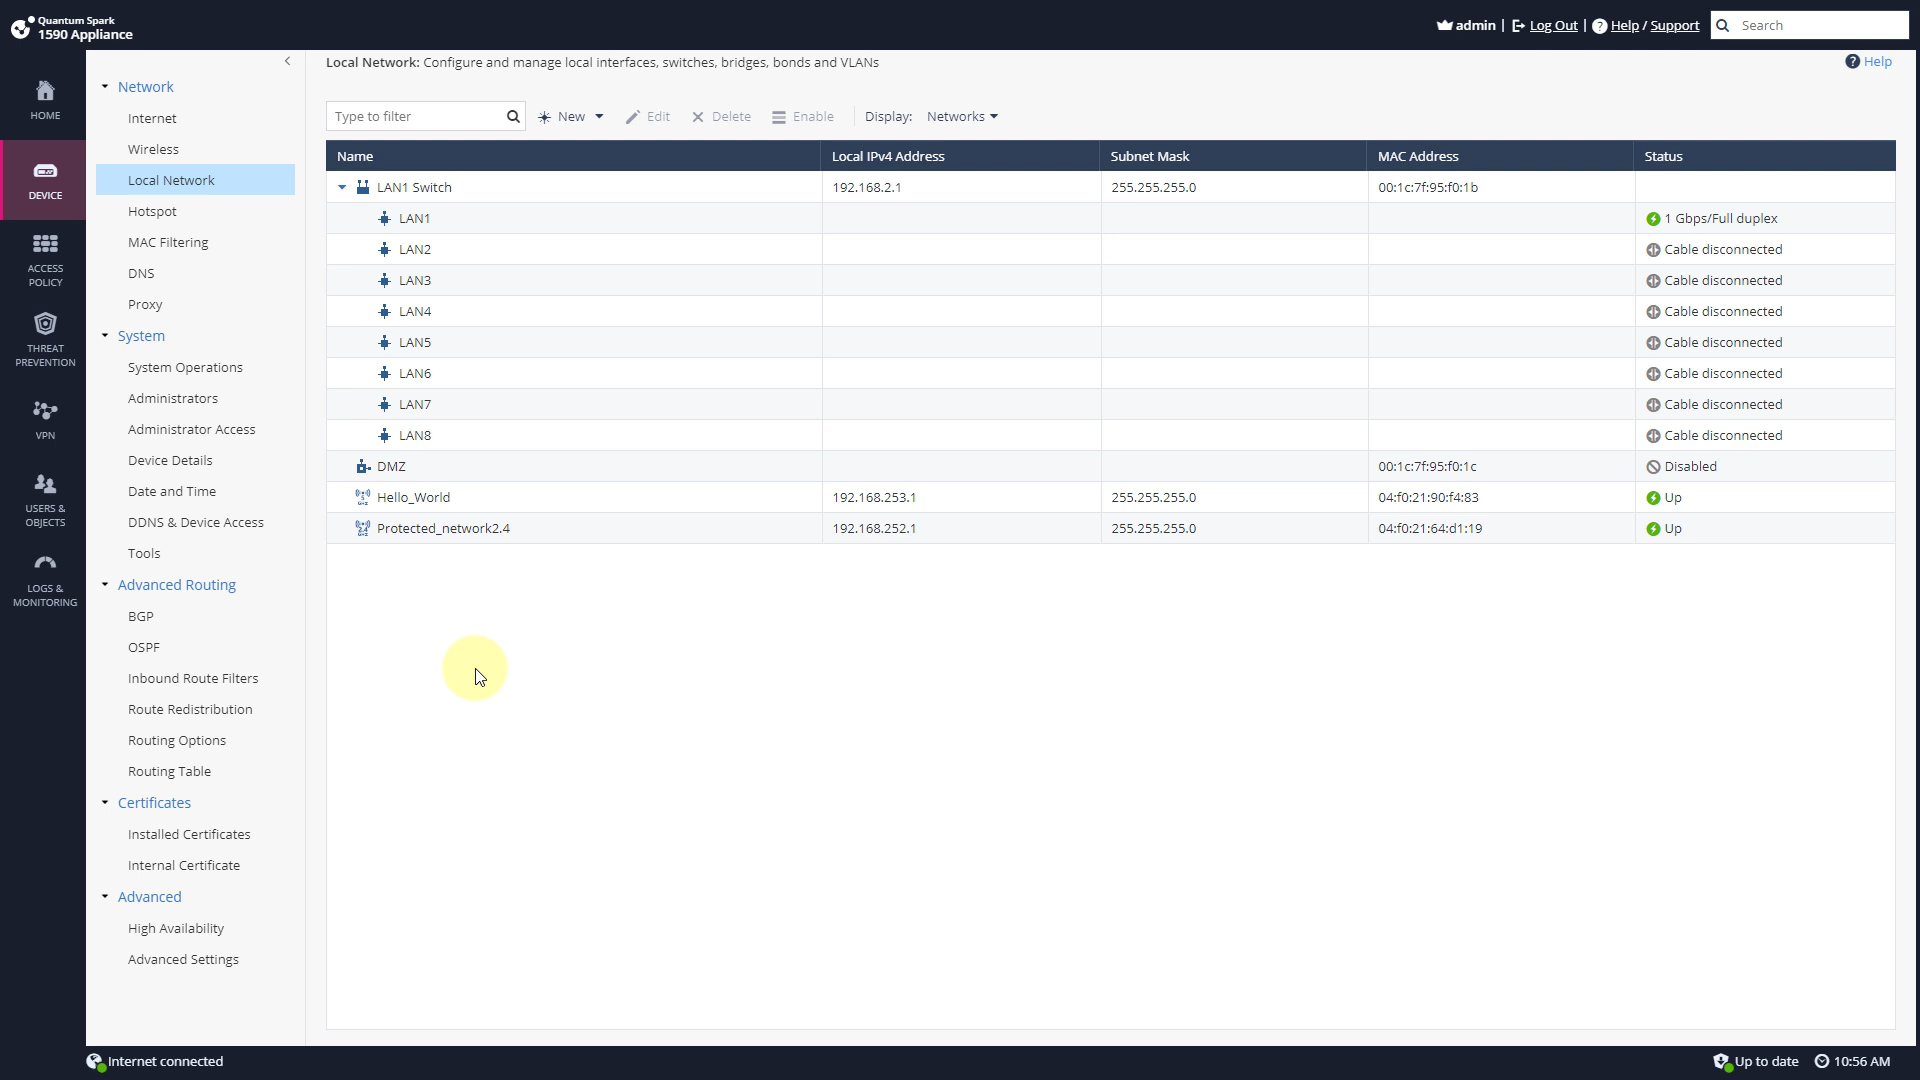 Quantum Spark
1590 Appliance
admin | Log Out | Help / Support
Search
HOME
DEVICE
ACCESS
POLICY
THREAT
PREVENTION
VPN
USERS &
OBJECTS
LOGS &
MONITORING
Network
Internet
Wireless
Local Network
Hotspot
MAC Filtering
DNS
Proxy
System
System Operations
Administrators
Administrator Access
Device Details
Date and Time
DDNS & Device Access
Tools
Advanced Routing
BGP
OSPF
Inbound Route Filters
Route Redistribution
Routing Options
Routing Table
Certificates
Installed Certificates
Internal Certificate
Advanced
High Availability
Advanced Settings
Local Network: Configure and manage local interfaces, switches, bridges, bonds and VLANs
Help
Type to filter New Edit Delete Enable Display: Networks
Name Local IPv4 Address Subnet Mask MAC Address Status
LAN1 Switch 192.168.2.1 255.255.255.0 00:1c:7f:95:f0:1b
LAN1 1 Gbps/Full duplex
LAN2 Cable disconnected
LAN3 Cable disconnected
LAN4 Cable disconnected
LAN5 Cable disconnected
LAN6 Cable disconnected
LAN7 Cable disconnected
LAN8 Cable disconnected
DMZ 00:1c:7f:95:f0:1c Disabled
Hello_World 192.168.253.1 255.255.255.0 04:f0:21:90:f4:83 Up
Protected_network2.4 192.168.252.1 255.255.255.0 04:f0:21:64:d1:19 Up
Internet connected
Up to date 10:56 AM